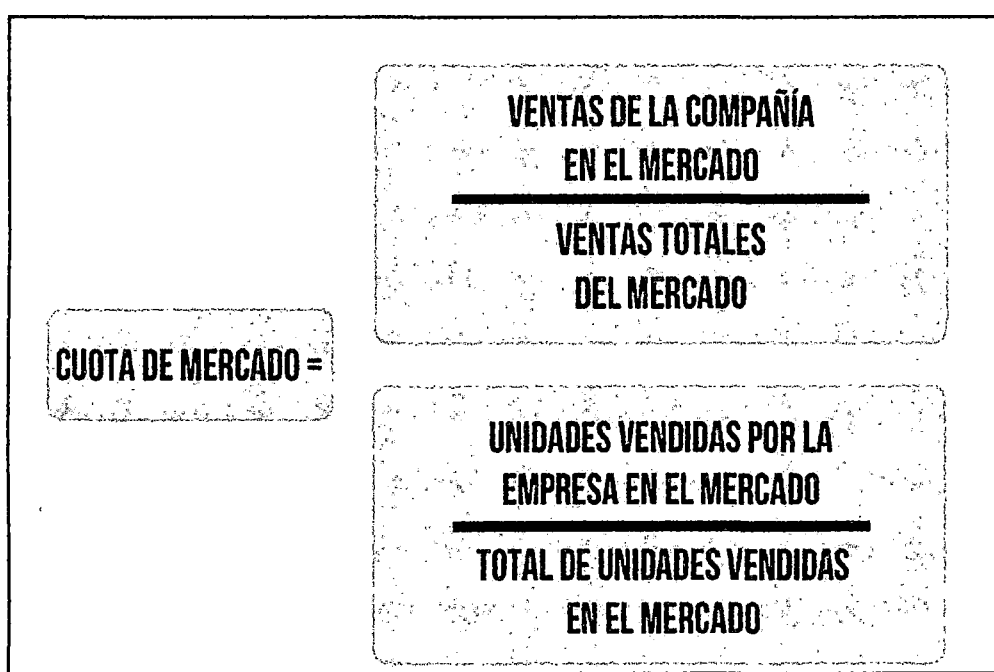 VENTAS DE LA COMPAÑÍA
EN EL MERCADO
VENTAS TOTALES
DEL MERCADO
CUOTA DE MERCADO =
UNIDADES VENDIDAS POR LA
EMPRESA EN EL MERCADO
TOTAL DE UNIDADES VENDIDAS
EN EL MERCADO